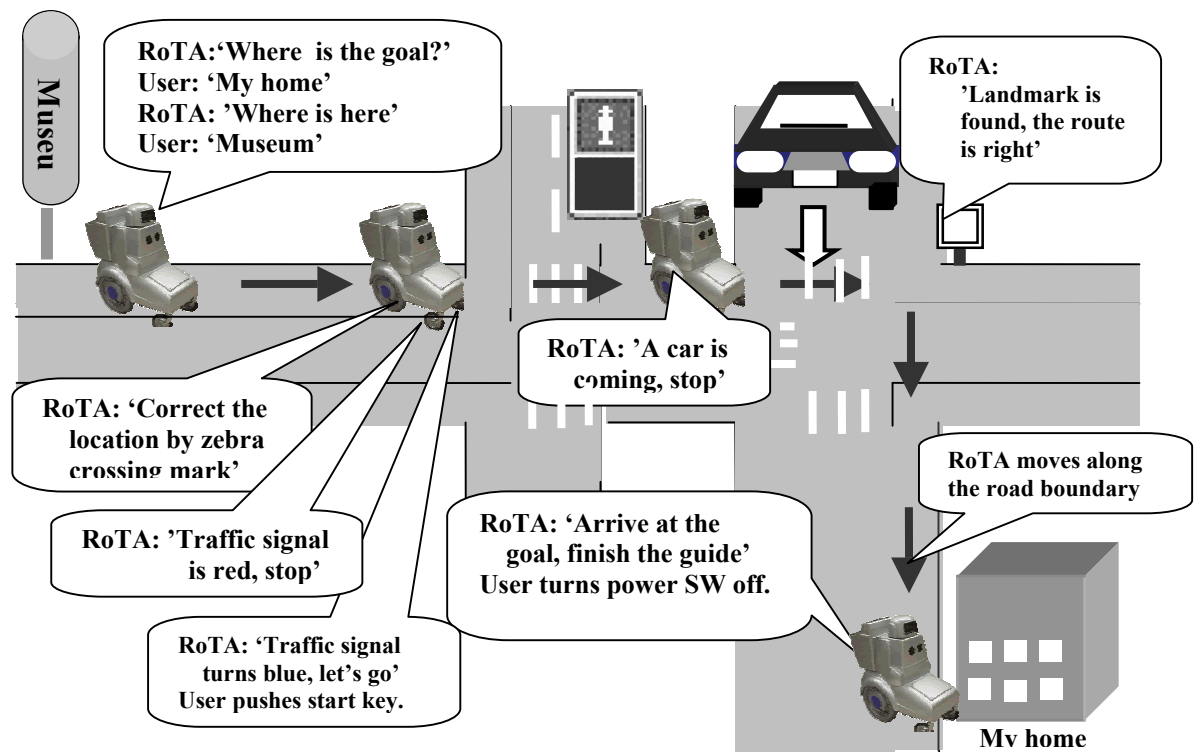 Museu
RoTA:‘Where is the goal?’
User: ‘My home’
RoTA: ’Where is here’
User: ‘Museum’
RoTA:
’Landmark is
found, the route
is right’
RoTA: ’A car is
coming, stop’
RoTA: ‘Correct the
location by zebra
crossing mark’
RoTA: ’Traffic signal
is red, stop’
RoTA: ‘Traffic signal
turns blue, let's go’
User pushes start key.
RoTA: ‘Arrive at the
goal, finish the guide’
User turns power SW off.
RoTA moves along
the road boundary
My home